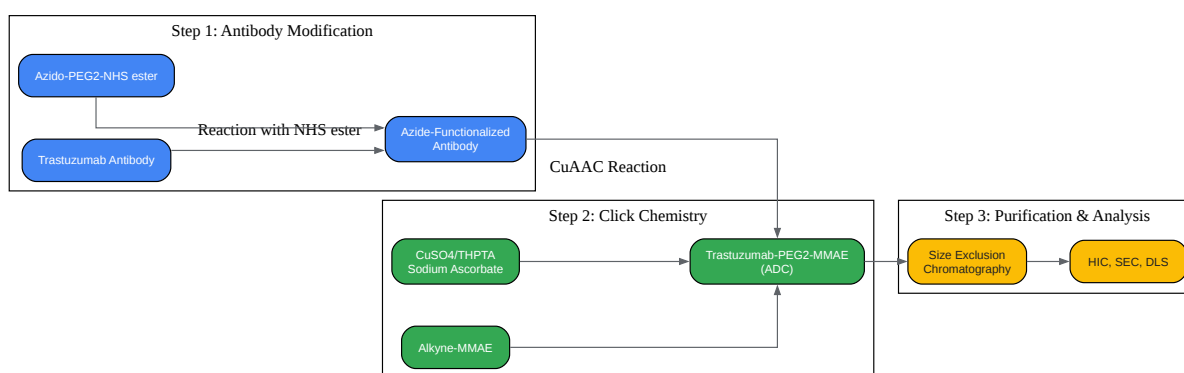 Step 1: Antibody Modification
Azido-PEG2-NHS ester
Reaction with NHS ester
Trastuzumab Antibody
Azide-Functionalized
Antibody
CuAAC Reaction
Step 2: Click Chemistry
CuSO4/THPTA
Sodium Ascorbate
Trastuzumab-PEG2-MMAE
(ADC)
Alkyne-MMAE
Step 3: Purification & Analysis
Size Exclusion
Chromatography
HIC, SEC, DLS